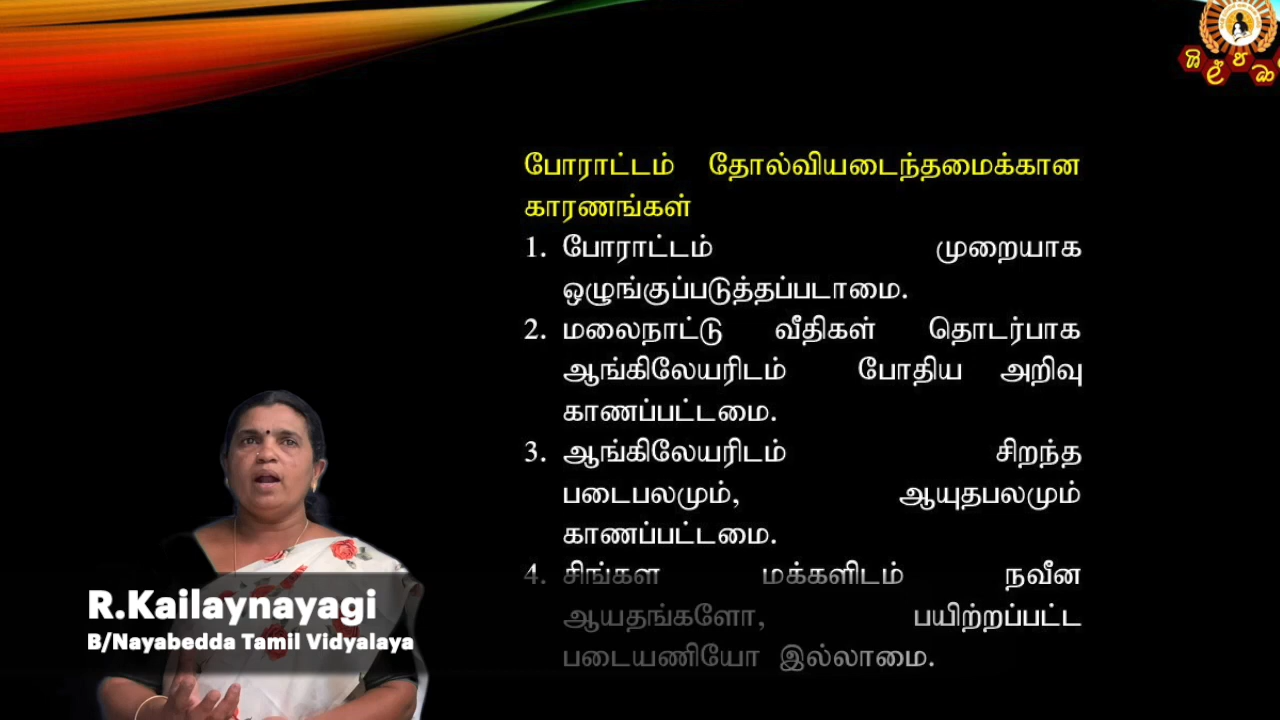 ශිල්ප
போராட்டம் தோல்வியடைந்தமைக்கான
காரணங்கள்
1. போராட்டம் முறையாக
ஒழுங்குப்படுத்தப்படாமை.
2. மலைநாட்டு வீதிகள் தொடர்பாக
ஆங்கிலேயரிடம் போதிய அறிவு
காணப்பட்டமை.
3. ஆங்கிலேயரிடம் சிறந்த
படைபலமும், ஆயுதபலமும்
காணப்பட்டமை.
4. சிங்கள மக்களிடம் நவீன
ஆயதங்களோ, பயிற்றப்பட்ட
படையணியோ இல்லாமை.
R.Kailaynayagi
B/Nayabedda Tamil Vidyalaya